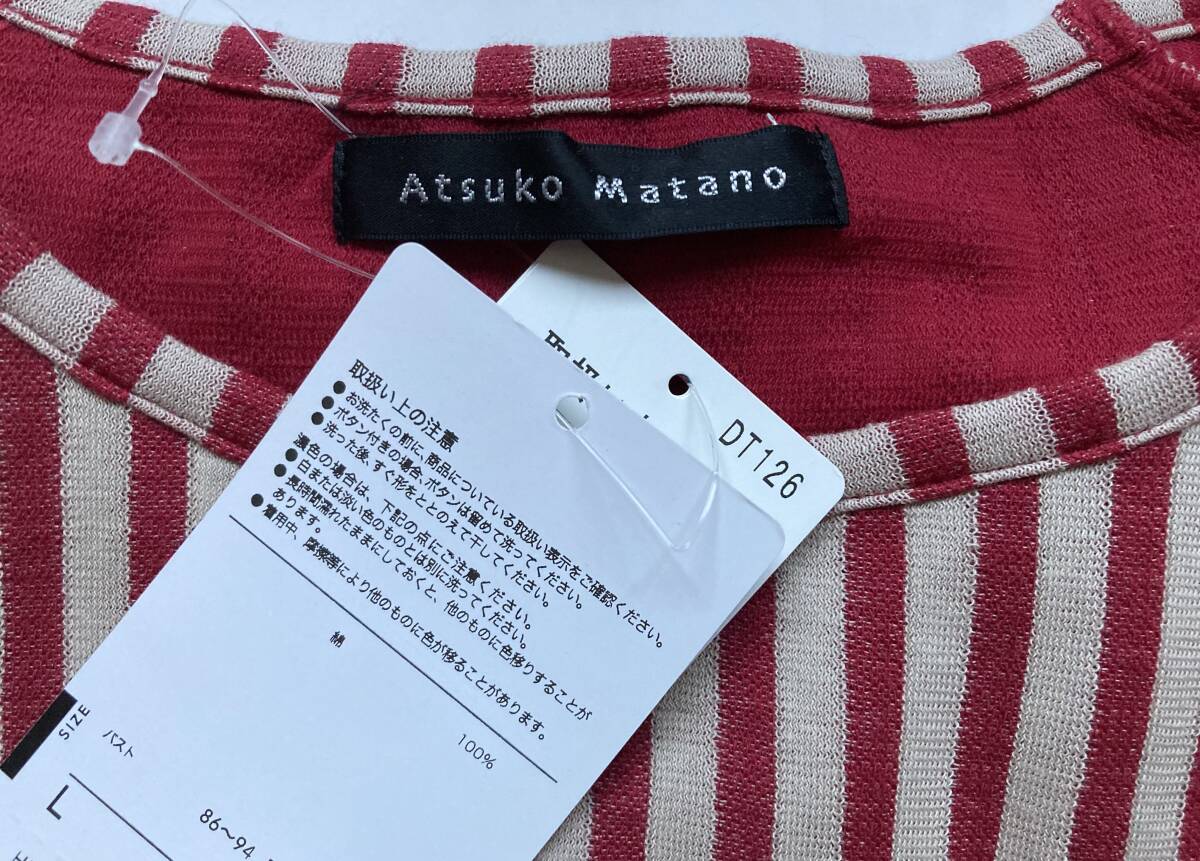 Atsuko Matano
DT126
取扱い上の注意
●お洗たくの前に、商品についている取扱い表示をご確認ください。
●ボタン付きの場合、ボタンは留めて洗ってください。
●洗った後、すぐ形をととのえて干してください。
濃色の場合は、下記の点にご注意ください。
●白または淡い色のものとは別に洗ってください。
●長時間濡れたままにしておくと、他のものに色移りすることが
あります。
●着用中、摩擦等により他のものに色が移ることがあります。
綿 100%
SIZE
バスト 86～94
L